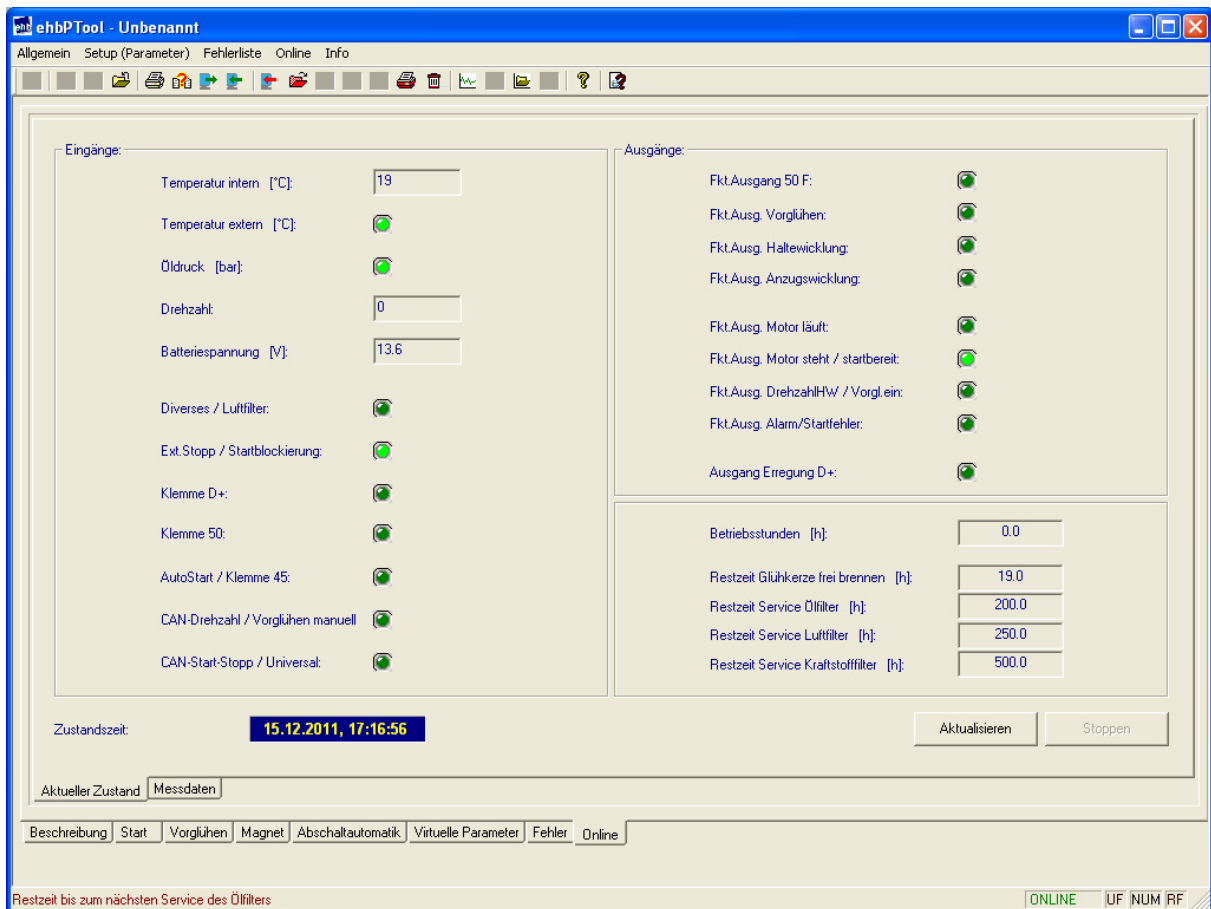 ehbPTool - Unbenannt
Allgemein Setup (Parameter) Fehlerliste Online Info
Eingänge:
Temperatur intern [°C]: 19
Temperatur extern [°C]:
Öldruck [bar]:
Drehzahl: 0
Batteriespannung [V]: 13.6
Diverses / Luftfilter:
Ext.Stopp / Startblockierung:
Klemme D+:
Klemme 50:
AutoStart / Klemme 45:
CAN-Drehzahl / Vorglühen manuell
CAN-Start-Stopp / Universal:
Ausgänge:
Fkt.Ausgang 50 F:
Fkt.Ausg. Vorglühen:
Fkt.Ausg. Haltewicklung:
Fkt.Ausg. Anzugswicklung:
Fkt.Ausg. Motor läuft:
Fkt.Ausg. Motor steht / startbereit:
Fkt.Ausg. DrehzahlHW / Vorgl.ein:
Fkt.Ausg. Alarm/Startfehler:
Ausgang Erregung D+:
Betriebsstunden [h]: 0.0
Restzeit Glühkerze frei brennen [h]: 19.0
Restzeit Service Ölfilter [h]: 200.0
Restzeit Service Luftfilter [h]: 250.0
Restzeit Service Kraftstofffilter [h]: 500.0
Zustandszeit: 15.12.2011, 17:16:56
Aktualisieren Stoppen
Aktueller Zustand Messdaten
Beschreibung Start Vorglühen Magnet Abschaltautomatik Virtuelle Parameter Fehler Online
Restzeit bis zum nächsten Service des Ölfilters ONLINE UF NUM RF